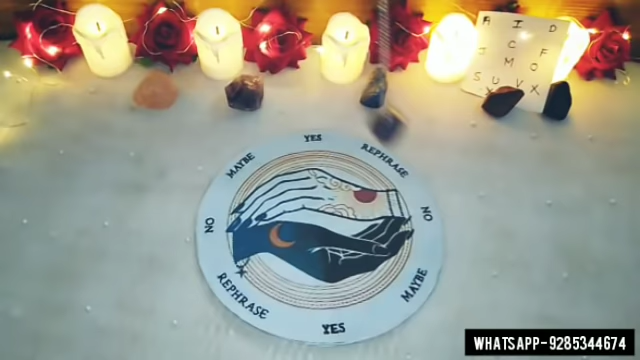 A I D
I C F
M O
S U V X
YES
MAYBE
REPHRASE
NO
NO
REPHRASE
MAYBE
YES
WHATSAPP-9285344674